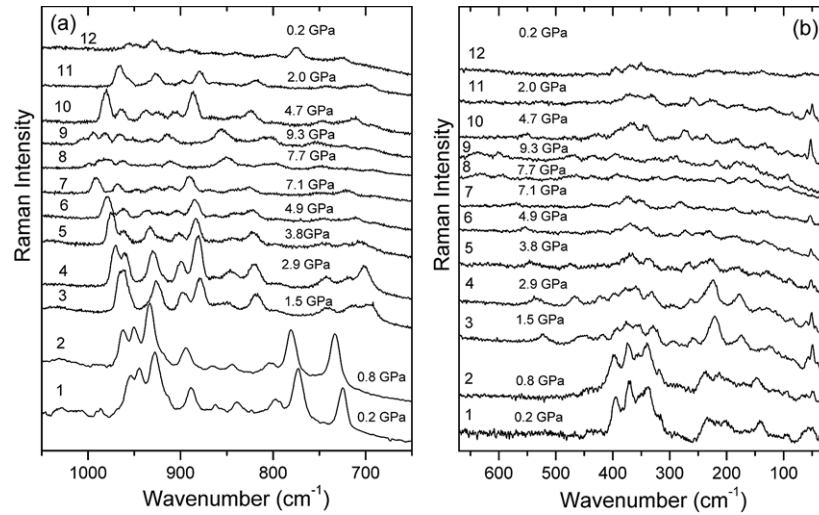 (a)
12
0.2 GPa
11
2.0 GPa
10
4.7 GPa
9
9.3 GPa
8
7.7 GPa
7
7.1 GPa
6
4.9 GPa
5
3.8GPa
4
2.9 GPa
3
1.5 GPa
2
0.8 GPa
1
0.2 GPa
Raman Intensity
1000 900 800 700
Wavenumber (cm⁻¹)
(b)
0.2 GPa
12
11
2.0 GPa
10
4.7 GPa
9
9.3 GPa
8
7.7 GPa
7
7.1 GPa
6
4.9 GPa
5
3.8 GPa
4
2.9 GPa
3
1.5 GPa
2
0.8 GPa
1
0.2 GPa
Raman Intensity
600 500 400 300 200 100
Wavenumber (cm⁻¹)